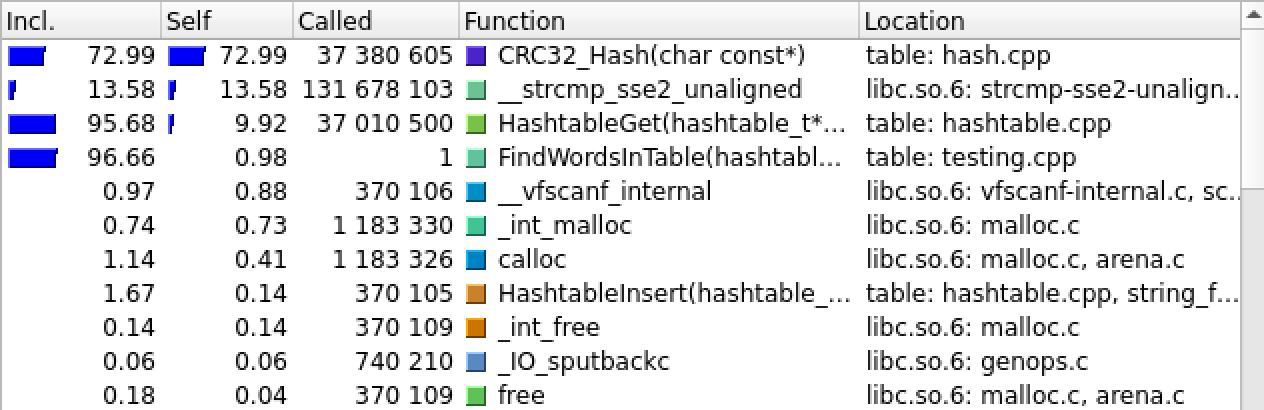 Incl. Self Called Function Location
72.99 72.99 37 380 605 CRC32_Hash(char const*) table: hash.cpp
13.58 13.58 131 678 103 __strcmp_sse2_unaligned libc.so.6: strcmp-sse2-unalign...
95.68 9.92 37 010 500 HashtableGet(hashtable_t*... table: hashtable.cpp
96.66 0.98 1 FindWordsInTable(hashtabl... table: testing.cpp
0.97 0.88 370 106 __vfscanf_internal libc.so.6: vfscanf-internal.c, sc...
0.74 0.73 1 183 330 _int_malloc libc.so.6: malloc.c
1.14 0.41 1 183 326 calloc libc.so.6: malloc.c, arena.c
1.67 0.14 370 105 HashtableInsert(hashtable_... table: hashtable.cpp, string_f...
0.14 0.14 370 109 _int_free libc.so.6: malloc.c
0.06 0.06 740 210 _IO_sputbackc libc.so.6: genops.c
0.18 0.04 370 109 free libc.so.6: malloc.c, arena.c